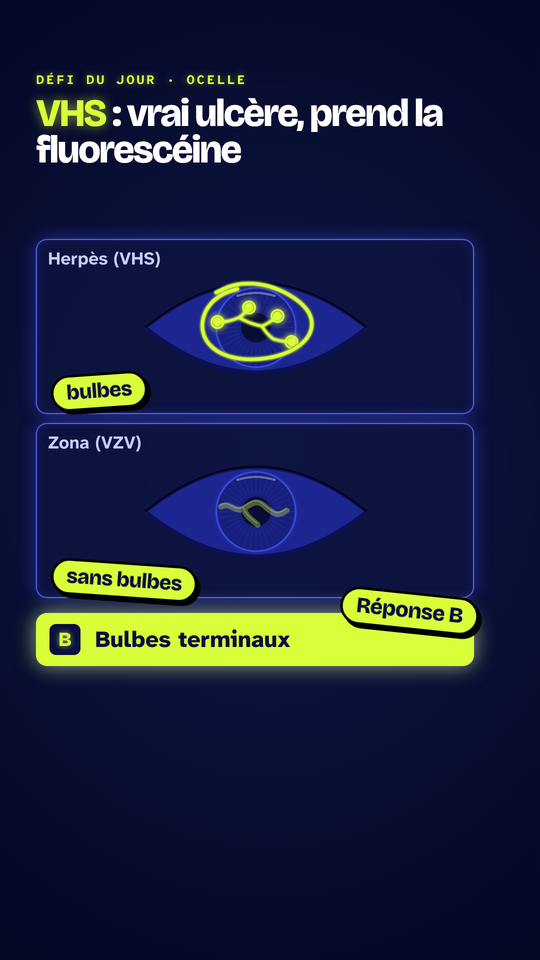 DÉFI DU JOUR · OCELLE
VHS : vrai ulcère, prend la
fluorescéine
Herpès (VHS)
bulbes
Zona (VZV)
sans bulbes
Réponse B
B Bulbes terminaux